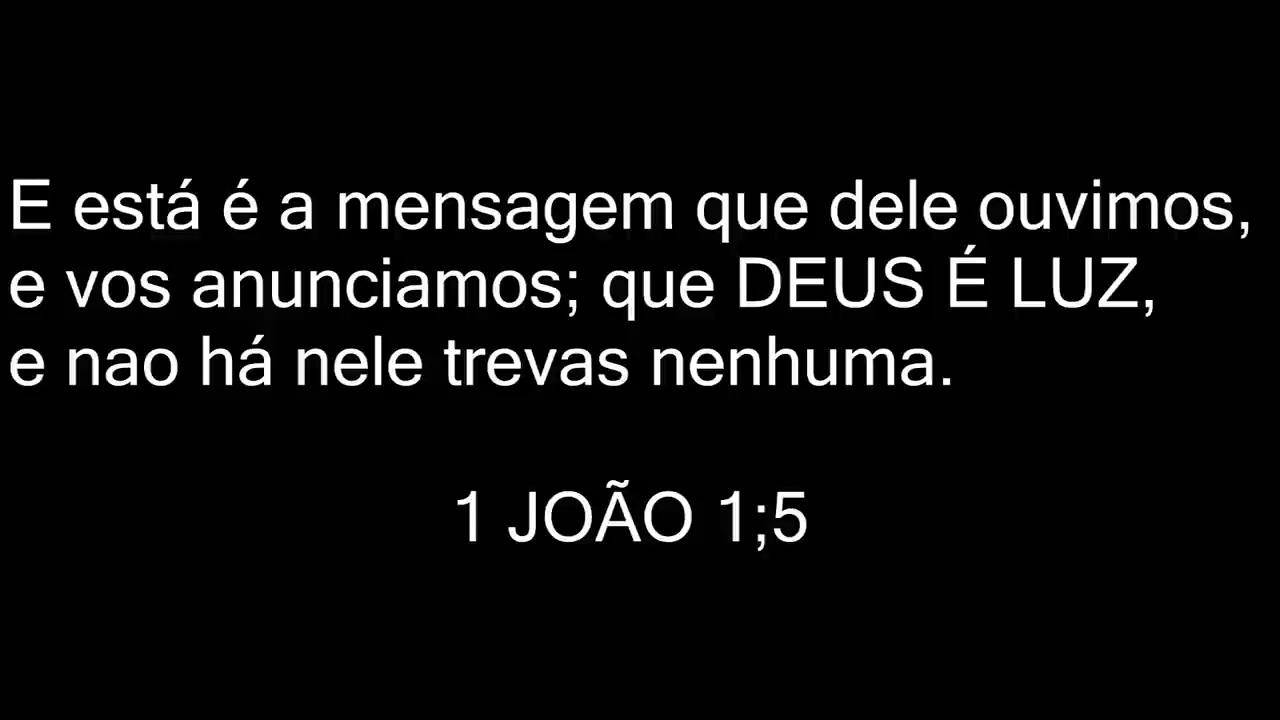 E está é a mensagem que dele ouvimos,
e vos anunciamos; que DEUS É LUZ,
e nao há nele trevas nenhuma.
1 JOÃO 1;5